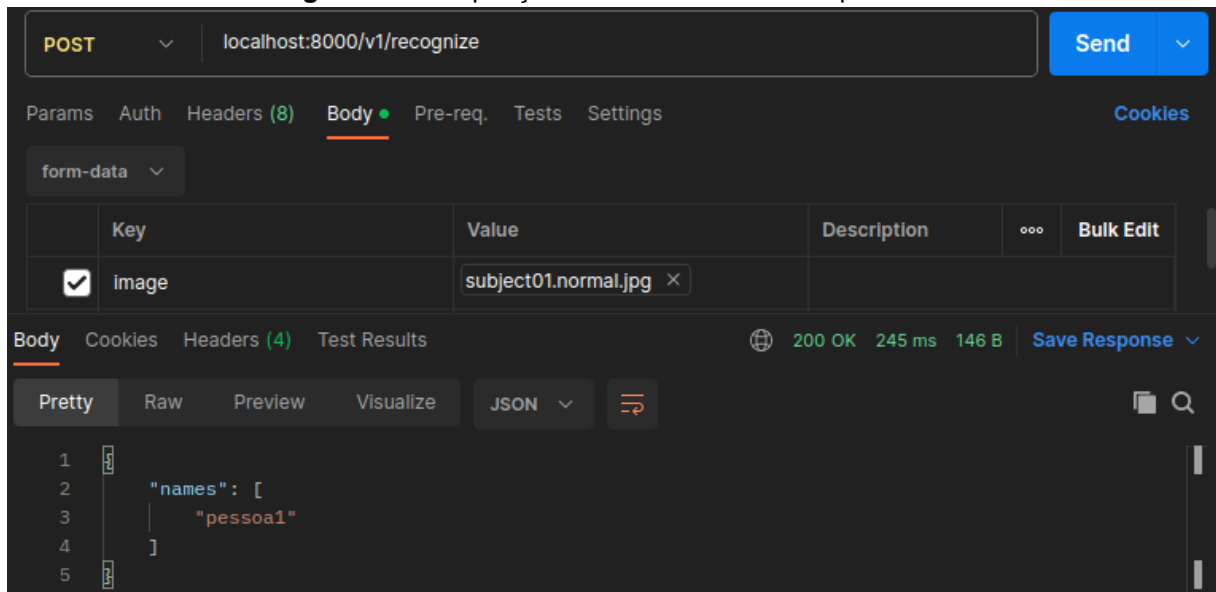 POST localhost:8000/v1/recognize Send
Params Auth Headers (8) Body Pre-req. Tests Settings Cookies
form-data
Key Value Description ooo Bulk Edit
image subject01.normal.jpg ×
Body Cookies Headers (4) Test Results 200 OK 245 ms 146 B Save Response
Pretty Raw Preview Visualize JSON
1 {
2 "names": [
3 "pessoa1"
4 ]
5 }